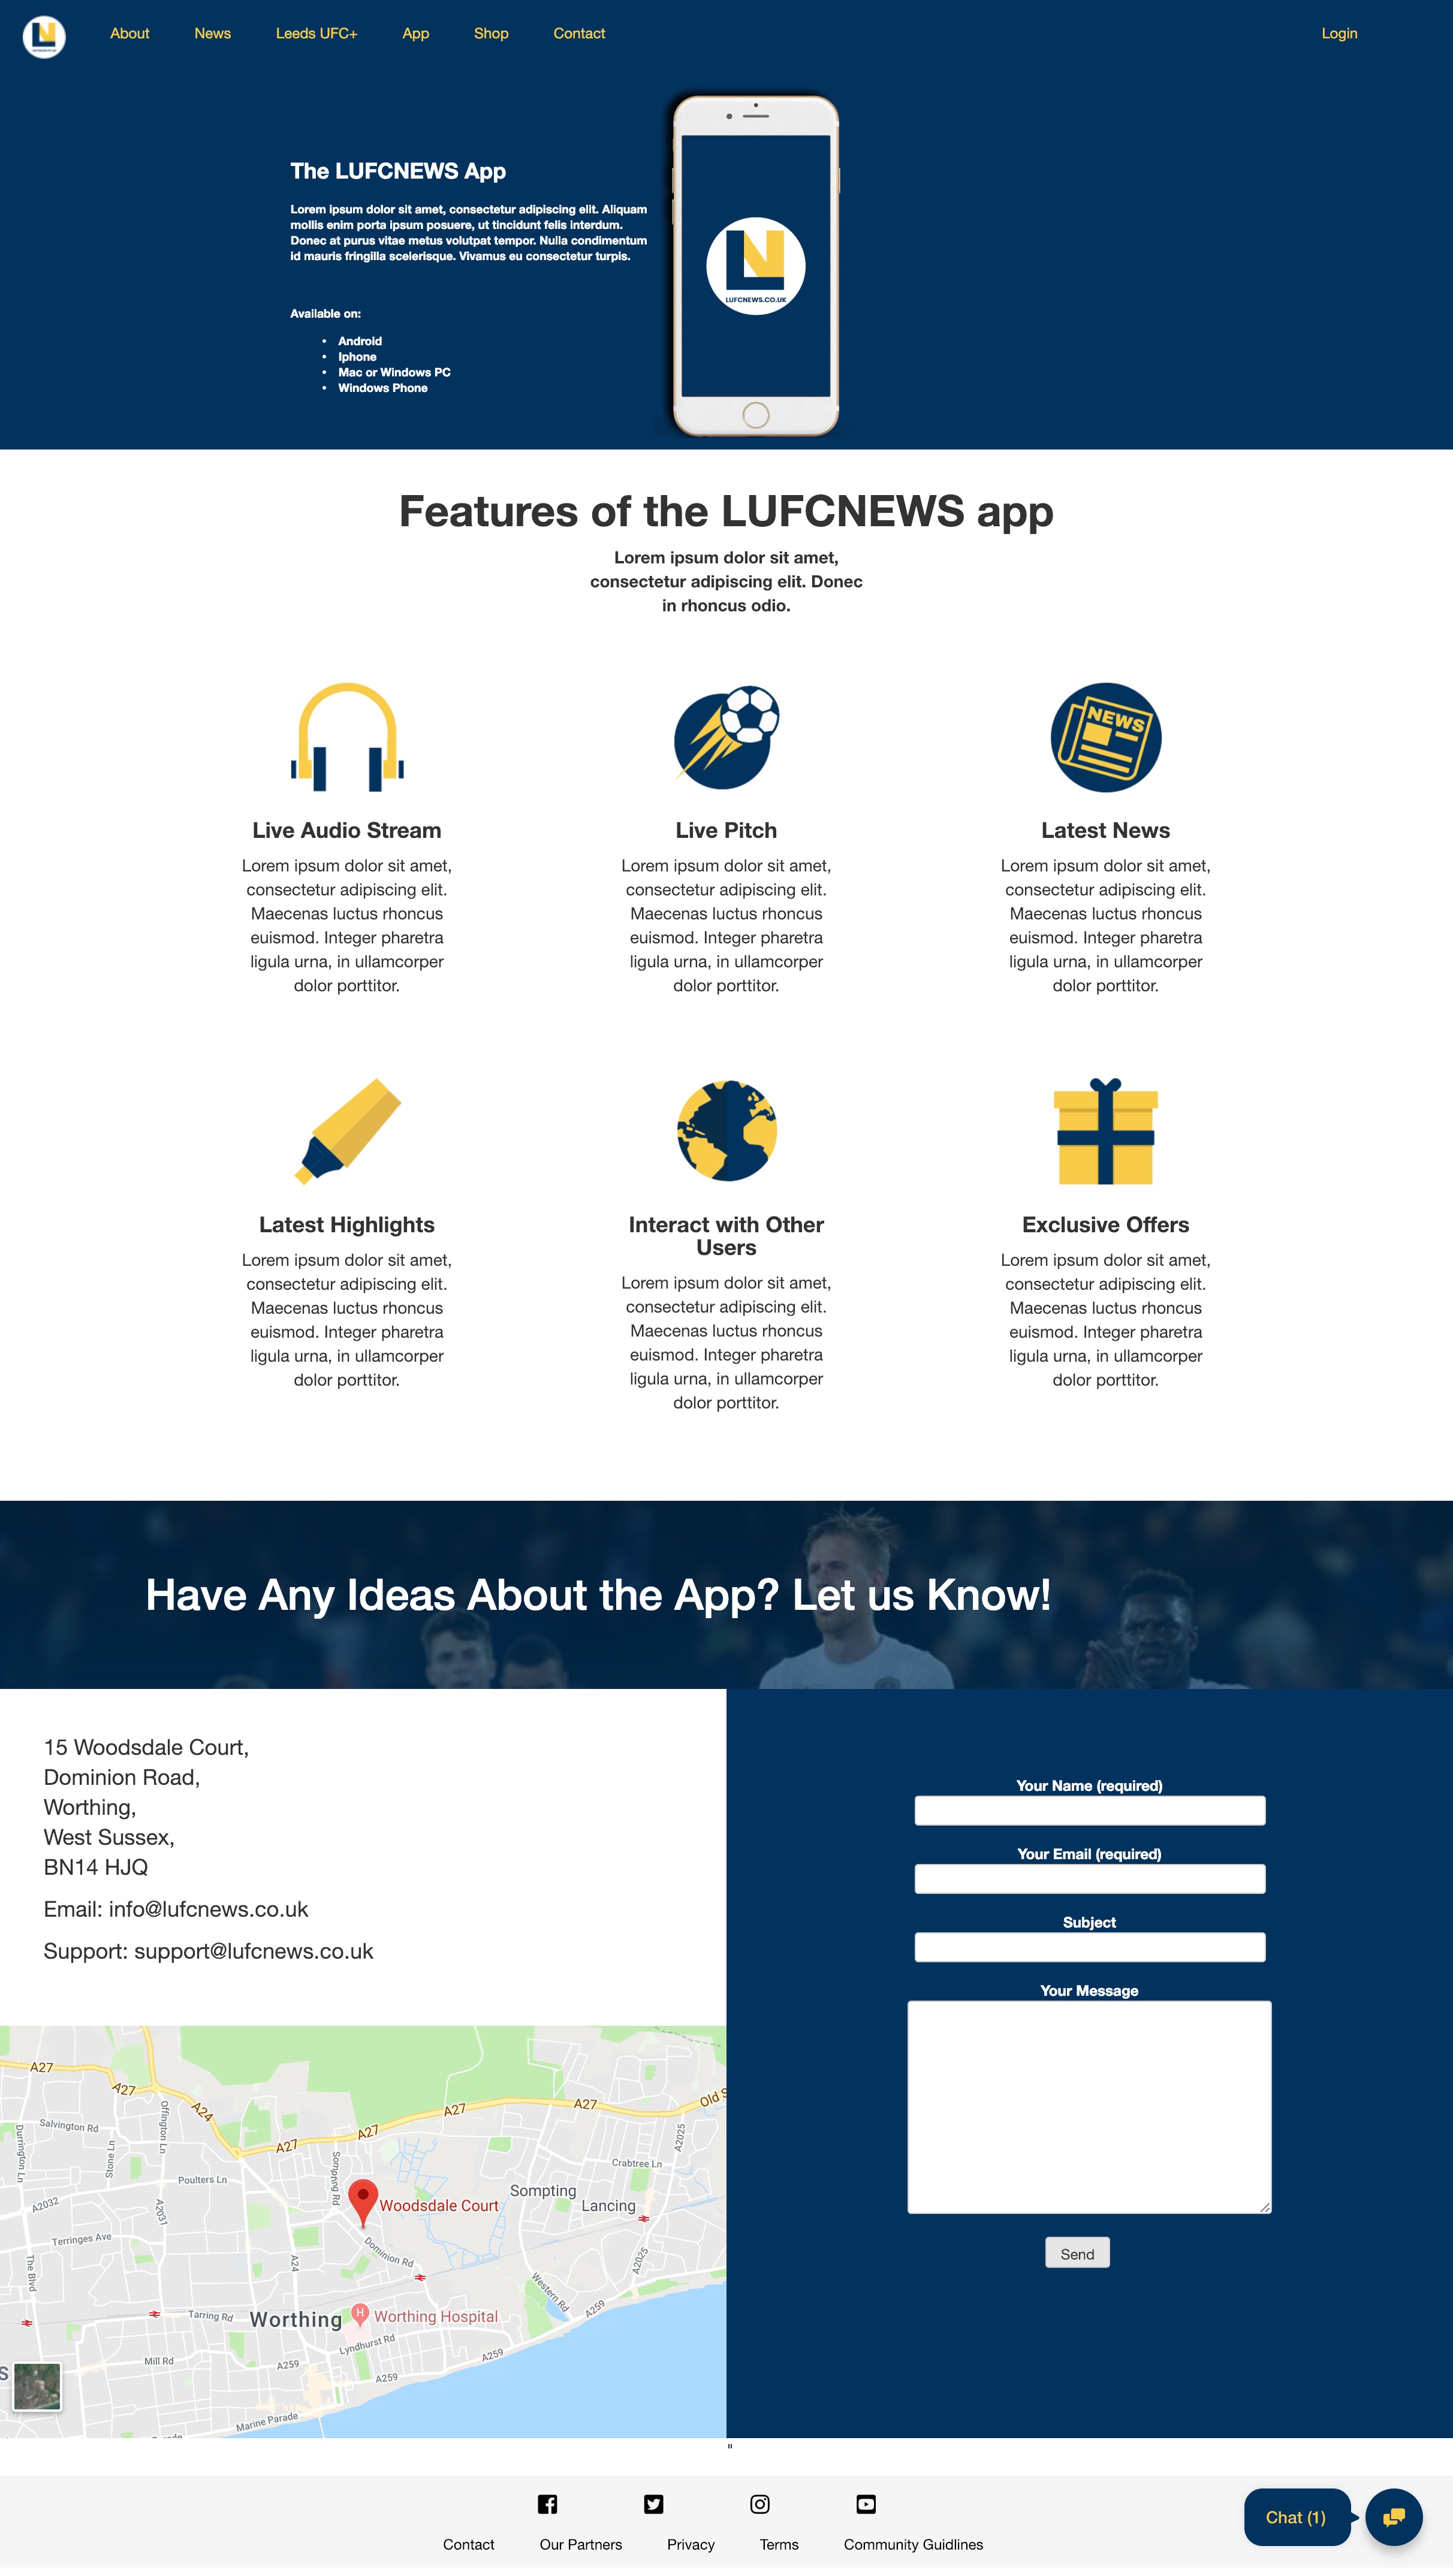 About
News
Leeds UFC+
App
Shop
Contact
Login
The LUFCNEWS App
Lorem ipsum dolor sit amet, consectetur adipiscing elit. Aliquam
mollis enim porta ipsum posuere, ut tincidunt felis interdum.
Donec at purus vitae metus volutpat tempor. Nulla condimentum
id mauris fringilla scelerisque. Vivamus eu consectetur turpis.
Available on:
• Android
• Iphone
• Mac or Windows PC
• Windows Phone
LUFCNEWS.CO.UK
Features of the LUFCNEWS app
Lorem ipsum dolor sit amet,
consectetur adipiscing elit. Donec
in rhoncus odio.
NEWS
Live Audio Stream
Lorem ipsum dolor sit amet,
consectetur adipiscing elit.
Maecenas luctus rhoncus
euismod. Integer pharetra
ligula urna, in ullamcorper
dolor porttitor.
Live Pitch
Lorem ipsum dolor sit amet,
consectetur adipiscing elit.
Maecenas luctus rhoncus
euismod. Integer pharetra
ligula urna, in ullamcorper
dolor porttitor.
Latest News
Lorem ipsum dolor sit amet,
consectetur adipiscing elit.
Maecenas luctus rhoncus
euismod. Integer pharetra
ligula urna, in ullamcorper
dolor porttitor.
Latest Highlights
Lorem ipsum dolor sit amet,
consectetur adipiscing elit.
Maecenas luctus rhoncus
euismod. Integer pharetra
ligula urna, in ullamcorper
dolor porttitor.
Interact with Other
Users
Lorem ipsum dolor sit amet,
consectetur adipiscing elit.
Maecenas luctus rhoncus
euismod. Integer pharetra
ligula urna, in ullamcorper
dolor porttitor.
Exclusive Offers
Lorem ipsum dolor sit amet,
consectetur adipiscing elit.
Maecenas luctus rhoncus
euismod. Integer pharetra
ligula urna, in ullamcorper
dolor porttitor.
Have Any Ideas About the App? Let us Know!
15 Woodsdale Court,
Dominion Road,
Worthing,
West Sussex,
BN14 HJQ
Email: info@lufcnews.co.uk
Support: support@lufcnews.co.uk
Your Name (required)
Your Email (required)
Subject
Your Message
Send
A27
A27
A24
A27
A27
A27
A27
Old S
Salvington Rd
Durrington Ln
Stone Ln
Offington Ln
Poulters Ln
Sompting Rd
A2025
Crabtree Ln
Sompting
Lancing
A2032
A2031
Woodsdale Court
Terringes Ave
The Blvd
A24
Dominion Rd
A2025
Western Rd
A259
Tarring Rd
Worthing
H
Worthing Hospital
Lyndhurst Rd
Mill Rd
A259
A259
A259
S
Marine Parade
"
Contact
Our Partners
Privacy
Terms
Community Guidlines
Chat (1)